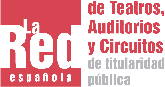 La
Red
española
de Teatros,
Auditorios
y Circuitos
de titularidad
pública